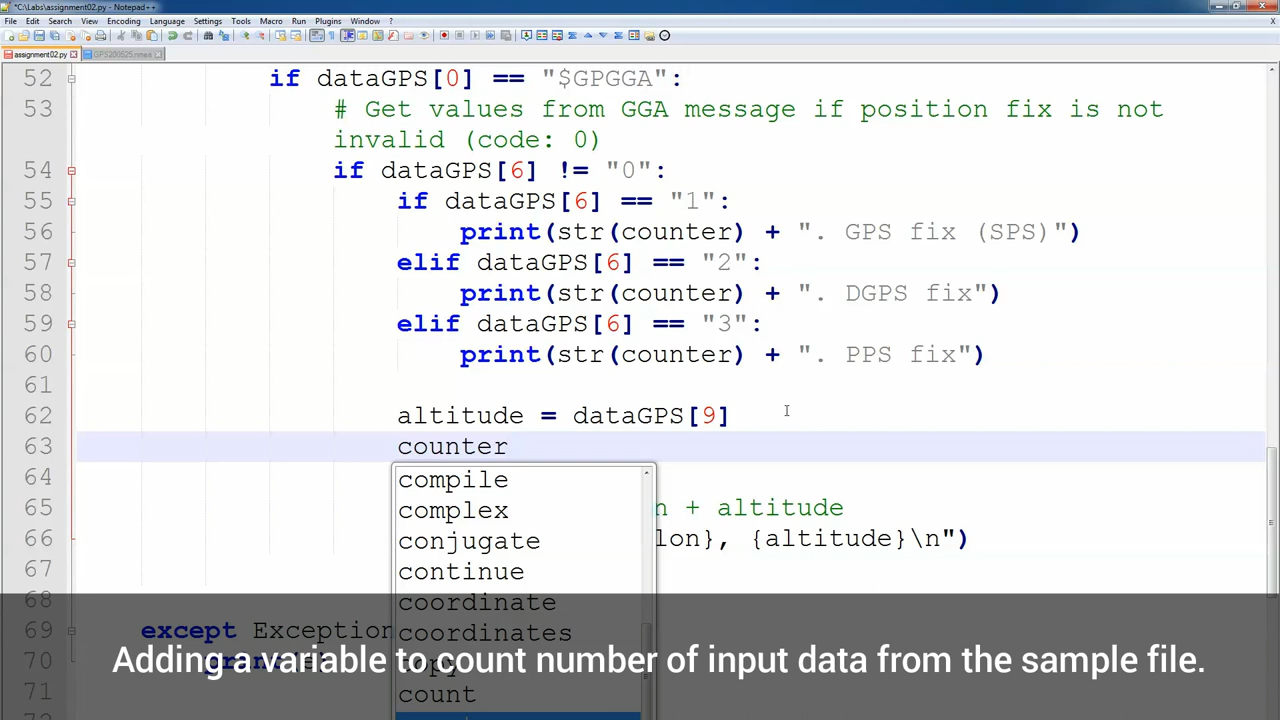 *C:\Labs\assignment02.py - Notepad++
File Edit Search View Encoding Language Settings Tools Macro Run Plugins Window ?
X
assignment02.py GPS200525.nmea
52 if dataGPS[0] == "$GPGGA":
53 # Get values from GGA message if position fix is not
invalid (code: 0)
54 if dataGPS[6] != "0":
55 if dataGPS[6] == "1":
56 print(str(counter) + ". GPS fix (SPS)")
57 elif dataGPS[6] == "2":
58 print(str(counter) + ". DGPS fix")
59 elif dataGPS[6] == "3":
60 print(str(counter) + ". PPS fix")
61
62 altitude = dataGPS[9]
63 counter
64 compile
65 complex n + altitude
66 conjugate lon}, {altitude}\n")
67 continue
68 coordinate
69 except Exception coordinates
70 copy
71 count
Adding a variable to count number of input data from the sample file.